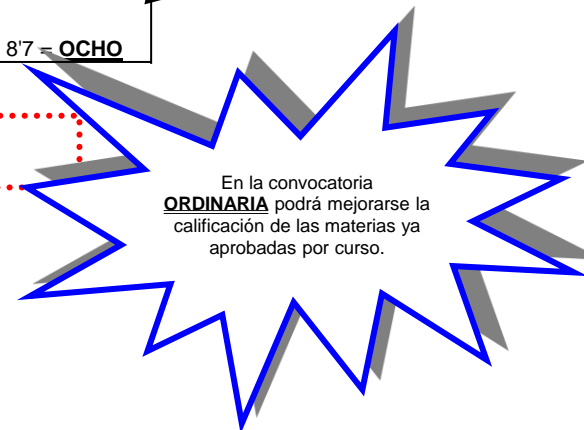 8'7 = OCHO
En la convocatoria
ORDINARIA podrá mejorarse la
calificación de las materias ya
aprobadas por curso.